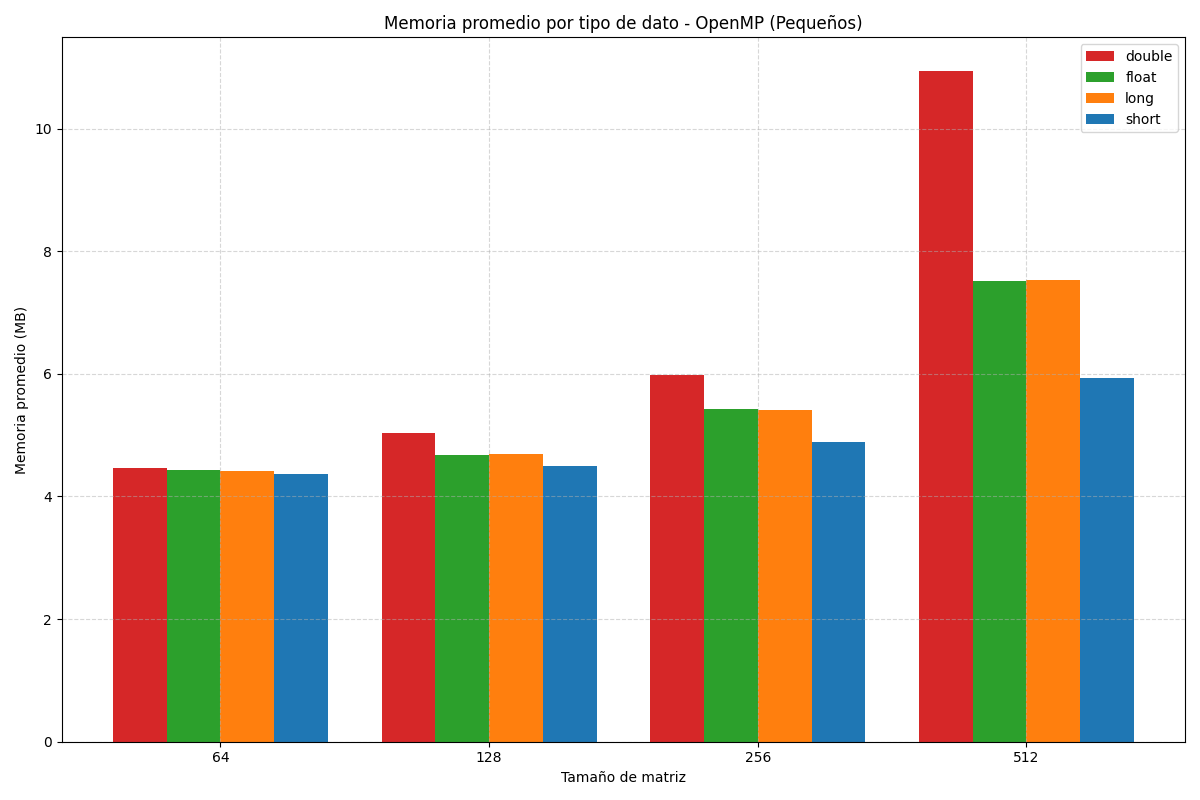 Memoria promedio por tipo de dato - OpenMP (Pequeños)
double
float
long
short
Memoria promedio (MB)
10
8
6
4
2
0
64
128
256
512
Tamaño de matriz